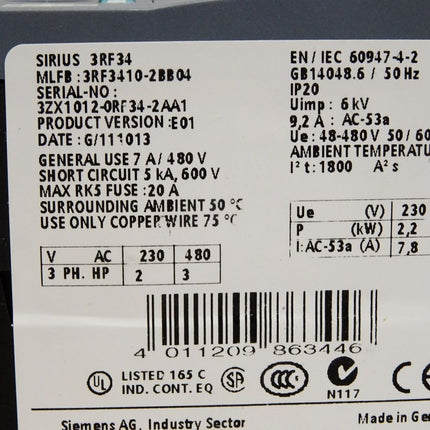 SIRIUS 3RF34
MLFB : 3RF3410-2BB04
SERIAL-NO :
3ZX1012-0RF34-2AA1
PRODUCT VERSION :E01
DATE : G/111013
GENERAL USE 7 A/ 480 V
SHORT CIRCUIT 5 kA, 600 V
MAX RK5 FUSE :20 A
SURROUNDING AMBIENT 50 °C
USE ONLY COPPER WIRE 75 °C
V AC 230 480
3 PH. HP 2 3
EN / IEC 60947-4-2
GB14048.6 / 50 Hz
IP20
Uimp : 6 kV
9,2 A : AC-53a
Ue : 48-480 V 50 / 60
AMBIENT TEMPERATU
I² t: 1800 A² s
Ue (V) 230
P (kW) 2,2
I: AC-53a (A) 7,8
4 011209 863446
UL LISTED 165 C
IND. CONT. EQ
SA
CCC
N117
CE
Siemens AG, Industry Sector
Made in Ger